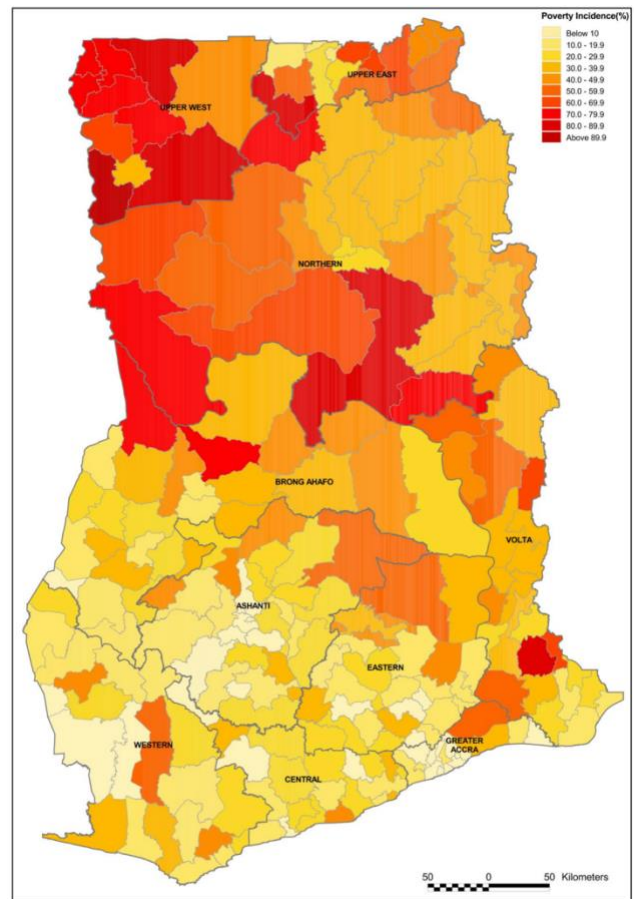 Poverty Incidence(%)
Below 10
10.0 - 19.9
20.0 - 29.9
30.0 - 39.9
40.0 - 49.9
50.0 - 59.9
60.0 - 69.9
70.0 - 79.9
80.0 - 89.9
Above 89.9
UPPER EAST
UPPER WEST
NORTHERN
BRONG AHAFO
VOLTA
ASHANTI
EASTERN
WESTERN
GREATER
ACCRA
CENTRAL
50 0 50 Kilometers